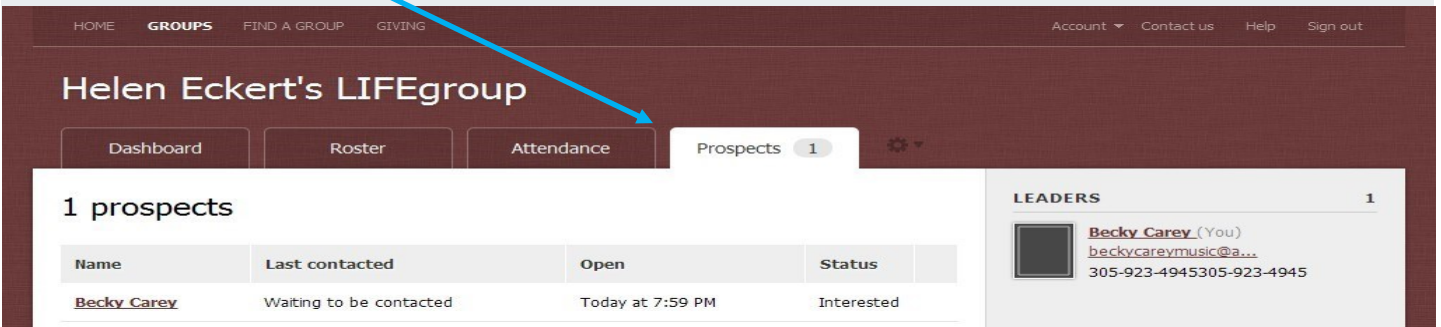 HOME GROUPS FIND A GROUP GIVING Account Contact us Help Sign out
Helen Eckert's LIFEgroup
Dashboard Roster Attendance Prospects 1
1 prospects
Name Last contacted Open Status
Becky Carey Waiting to be contacted Today at 7:59 PM Interested
LEADERS 1
Becky Carey (You)
beckycareymusic@a...
305-923-4945305-923-4945